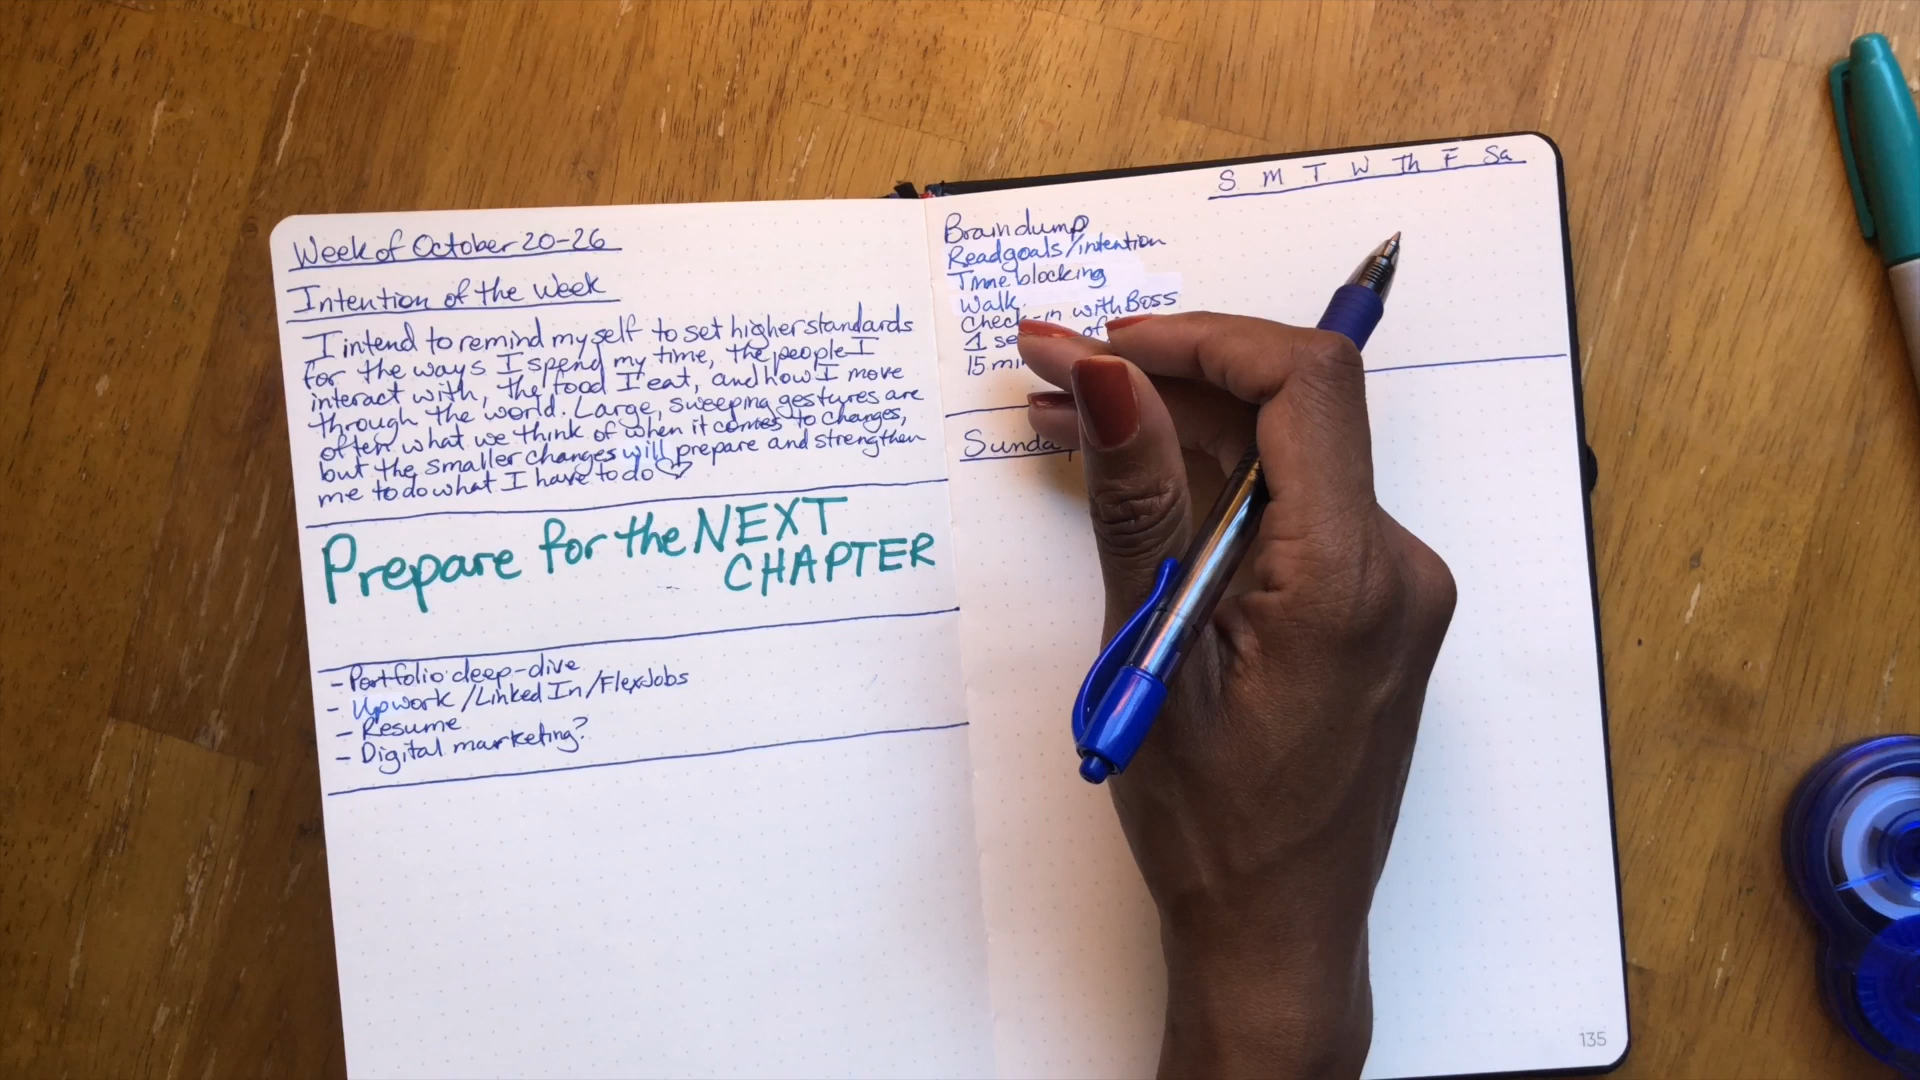 Week of October 20-26
Intention of the Week
I intend to remind myself to set higher standards
for the ways I spend my time, the people I
interact with, the food I eat, and how I move
through the world. Large, sweeping gestures are
often what we think of when it comes to changes,
but the smaller changes will prepare and strengthen
me to do what I have to do
Prepare for the NEXT
CHAPTER
- Portfolio deep-dive
- Upwork/LinkedIn/FlexJobs
- Resume
- Digital marketing?
S M T W Th F Sa
Braindump
Read goals/intention
Time blocking
Walk
Check-in with Boss
1 of
15
135